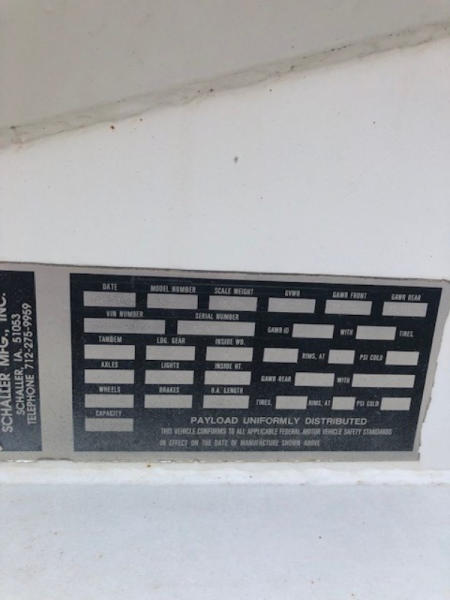 SCHALLER MFG., INC.
SCHALLER, IA. 51053
TELEPHONE 712-275-9959
DATE MODEL NUMBER SCALE WEIGHT GVWR GAWR FRONT GAWR REAR
VIN NUMBER SERIAL NUMBER GAWR @ WITH TIRES,
TANDEM LDG. GEAR INSIDE WD. RIMS, AT PSI COLD
AXLES LIGHTS INSIDE HT. GAWR REAR WITH
WHEELS BRAKES O.A. LENGTH TIRES, RIMS, AT PSI COLD
CAPACITY
PAYLOAD UNIFORMLY DISTRIBUTED
THIS VEHICLE CONFORMS TO ALL APPLICABLE FEDERAL MOTOR VEHICLE SAFETY STANDARDS
IN EFFECT ON THE DATE OF MANUFACTURE SHOWN ABOVE